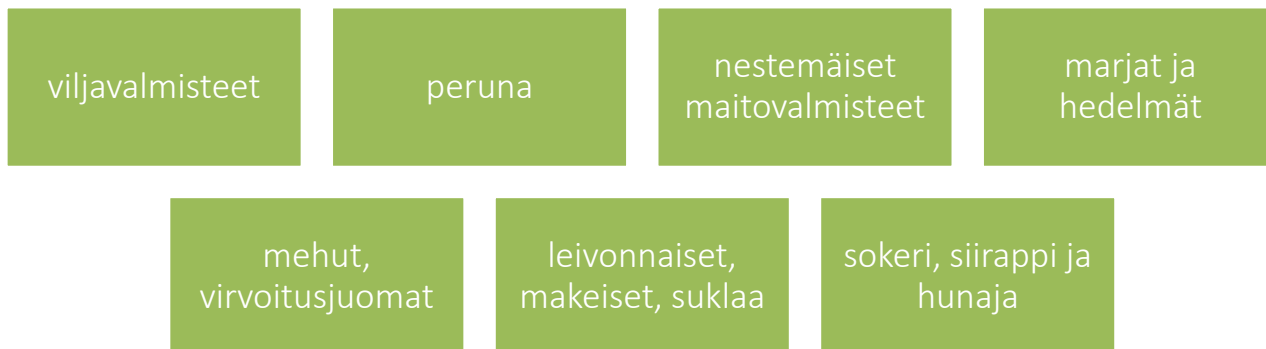 viljavalmisteet
peruna
nestemäiset
maitovalmisteet
marjat ja
hedelmät
mehut,
virvoitusjuomat
leivonnaiset,
makeiset, suklaa
sokeri, siirappi ja
hunaja